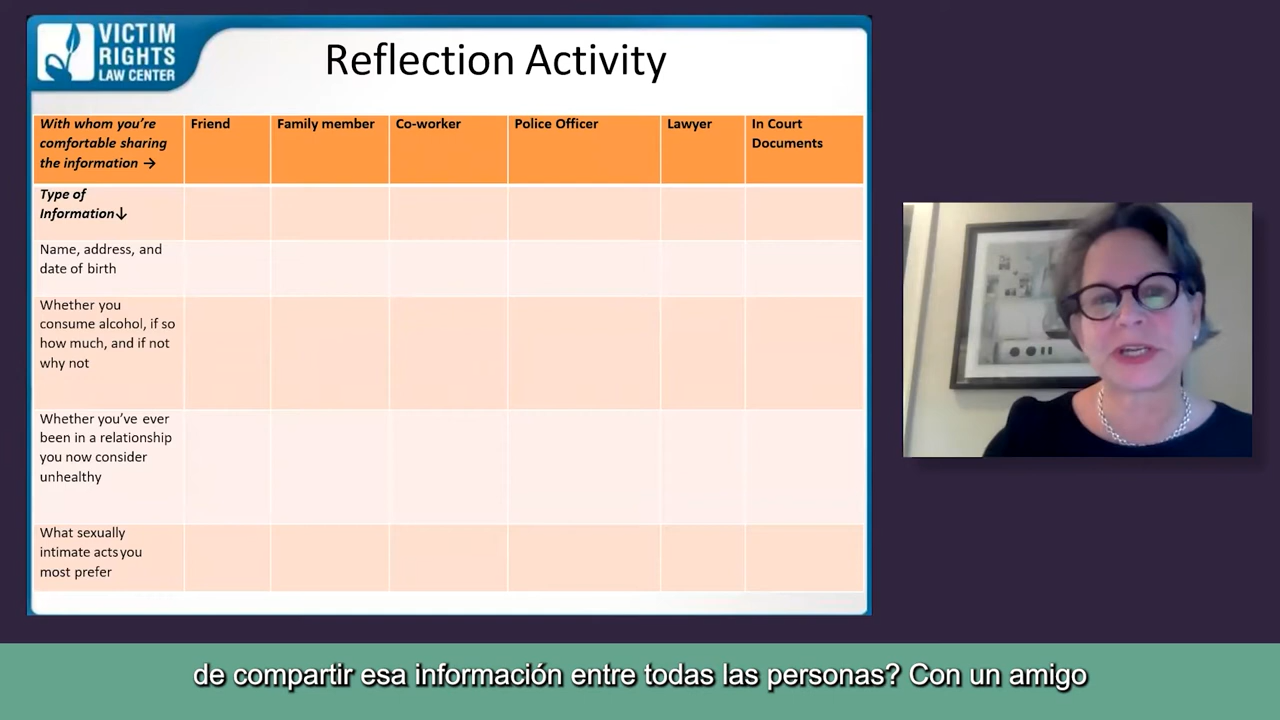 VICTIM
RIGHTS
LAW CENTER
Reflection Activity
With whom you're
comfortable sharing
the information →
Friend
Family member
Co-worker
Police Officer
Lawyer
In Court
Documents
Type of
Information↓
Name, address, and
date of birth
Whether you
consume alcohol, if so
how much, and if not
why not
Whether you've ever
been in a relationship
you now consider
unhealthy
What sexually
intimate acts you
most prefer
de compartir esa información entre todas las personas? Con un amigo